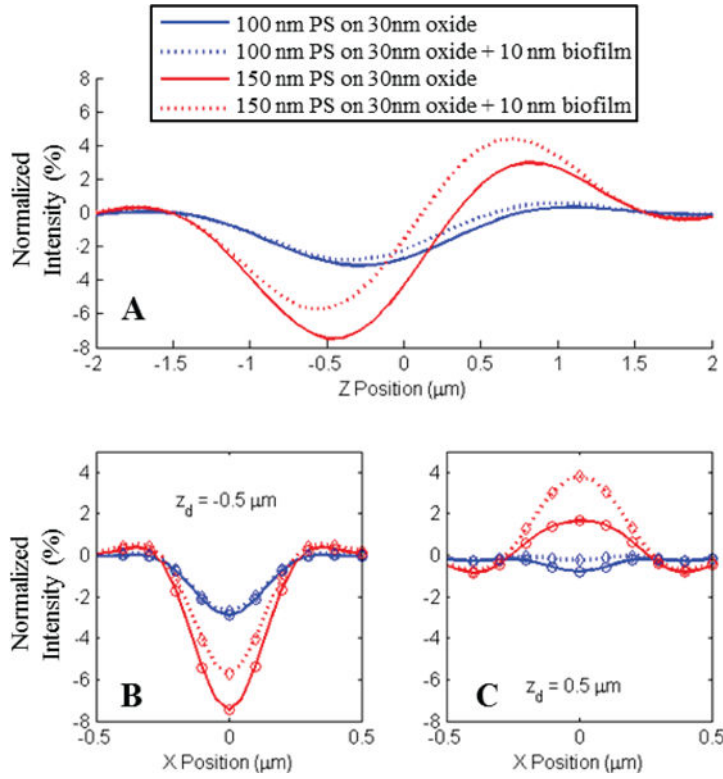 100 nm PS on 30nm oxide
100 nm PS on 30nm oxide + 10 nm biofilm
150 nm PS on 30nm oxide
150 nm PS on 30nm oxide + 10 nm biofilm
8
6
4
2
0
-2
-4
-6
-8
Normalized
Intensity (%)
A
-2
-1.5
-1
-0.5
0
0.5
1
1.5
2
Z Position (μm)
4
2
0
-2
-4
-6
-8
Normalized
Intensity (%)
z_d = -0.5 μm
B
-0.5
0
0.5
X Position (μm)
4
2
0
-2
-4
-6
-8
C
z_d = 0.5 μm
-0.5
0
0.5
X Position (μm)